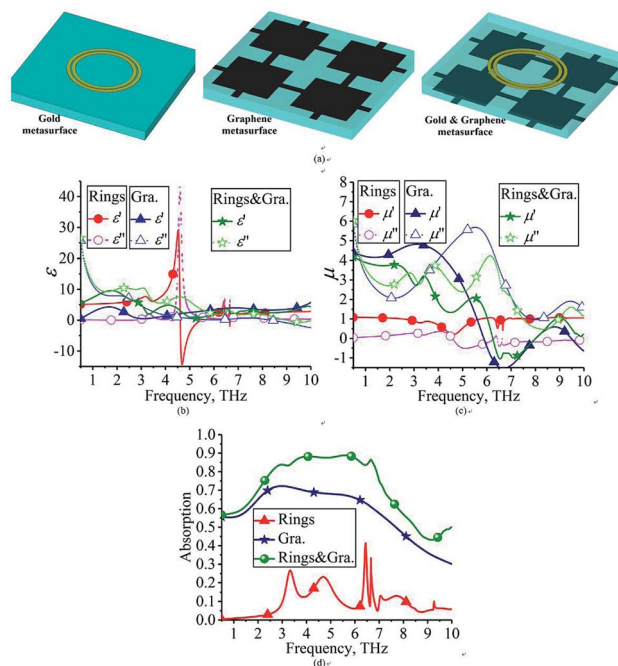 Gold
metasurface
Graphene
metasurface
Gold & Graphene
metasurface
(a)
Rings Gra. Rings&Gra.
ε' ε' ε'
ε'' ε'' ε''
ε
40
30
20
10
0
-10
1 2 3 4 5 6 7 8 9 10
Frequency, THz
(b)
Rings Gra. Rings&Gra.
μ' μ' μ'
μ'' μ'' μ''
μ
8
7
6
5
4
3
2
1
0
-1
1 2 3 4 5 6 7 8 9 10
Frequency, THz
(c)
Absorption
1.0
0.9
0.8
0.7
0.6
0.5
0.4
0.3
0.2
0.1
0.0
Rings
Gra.
Rings&Gra.
1 2 3 4 5 6 7 8 9 10
Frequency, THz
(d)